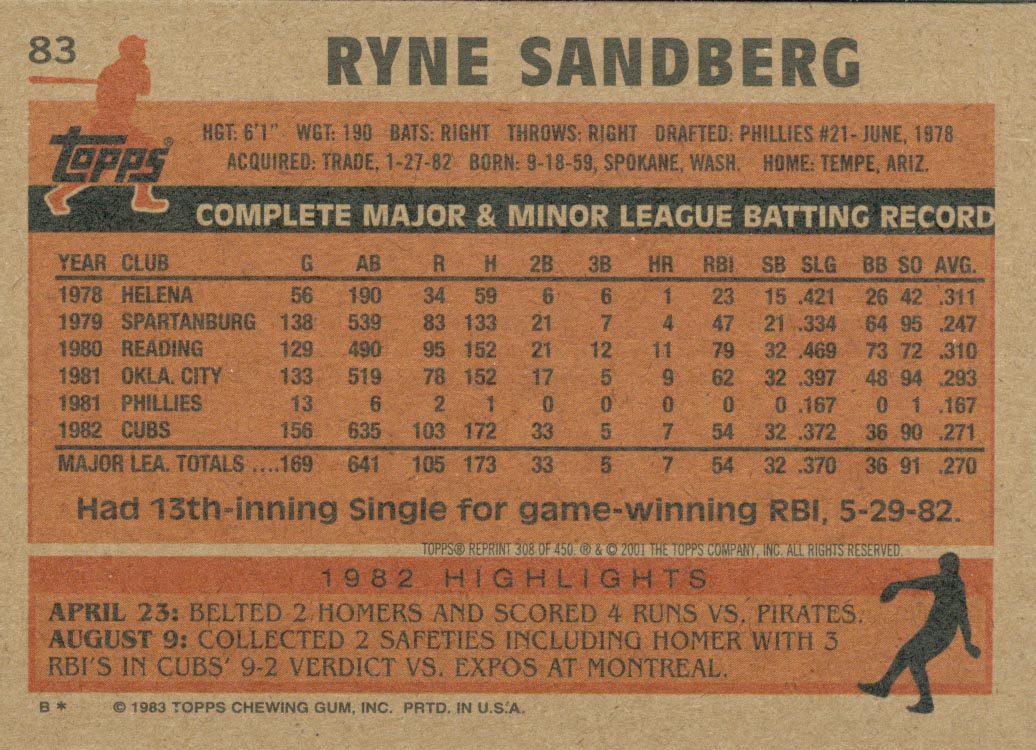 83
RYNE SANDBERG
Topps®
HGT: 6'1" WGT: 190 BATS: RIGHT THROWS: RIGHT DRAFTED: PHILLIES #21- JUNE, 1978
ACQUIRED: TRADE, 1-27-82 BORN: 9-18-59, SPOKANE, WASH. HOME: TEMPE, ARIZ.
COMPLETE MAJOR & MINOR LEAGUE BATTING RECORD
YEAR CLUB G AB R H 2B 3B HR RBI SB SLG BB SO AVG.
1978 HELENA 56 190 34 59 6 6 1 23 15 .421 26 42 .311
1979 SPARTANBURG 138 539 83 133 21 7 4 47 21 .334 64 95 .247
1980 READING 129 490 95 152 21 12 11 79 32 .469 73 72 .310
1981 OKLA. CITY 133 519 78 152 17 5 9 62 32 .397 48 94 .293
1981 PHILLIES 13 6 2 1 0 0 0 0 0 .167 0 1 .167
1982 CUBS 156 635 103 172 33 5 7 54 32 .372 36 90 .271
MAJOR LEA. TOTALS ....169 641 105 173 33 5 7 54 32 .370 36 91 .270
Had 13th-inning Single for game-winning RBI, 5-29-82.
TOPPS® REPRINT 308 OF 450. ® & © 2001 THE TOPPS COMPANY, INC. ALL RIGHTS RESERVED.
1982 HIGHLIGHTS
APRIL 23: BELTED 2 HOMERS AND SCORED 4 RUNS VS. PIRATES.
AUGUST 9: COLLECTED 2 SAFETIES INCLUDING HOMER WITH 3
RBI'S IN CUBS' 9-2 VERDICT VS. EXPOS AT MONTREAL.
B * © 1983 TOPPS CHEWING GUM, INC. PRTD. IN U.S.A.